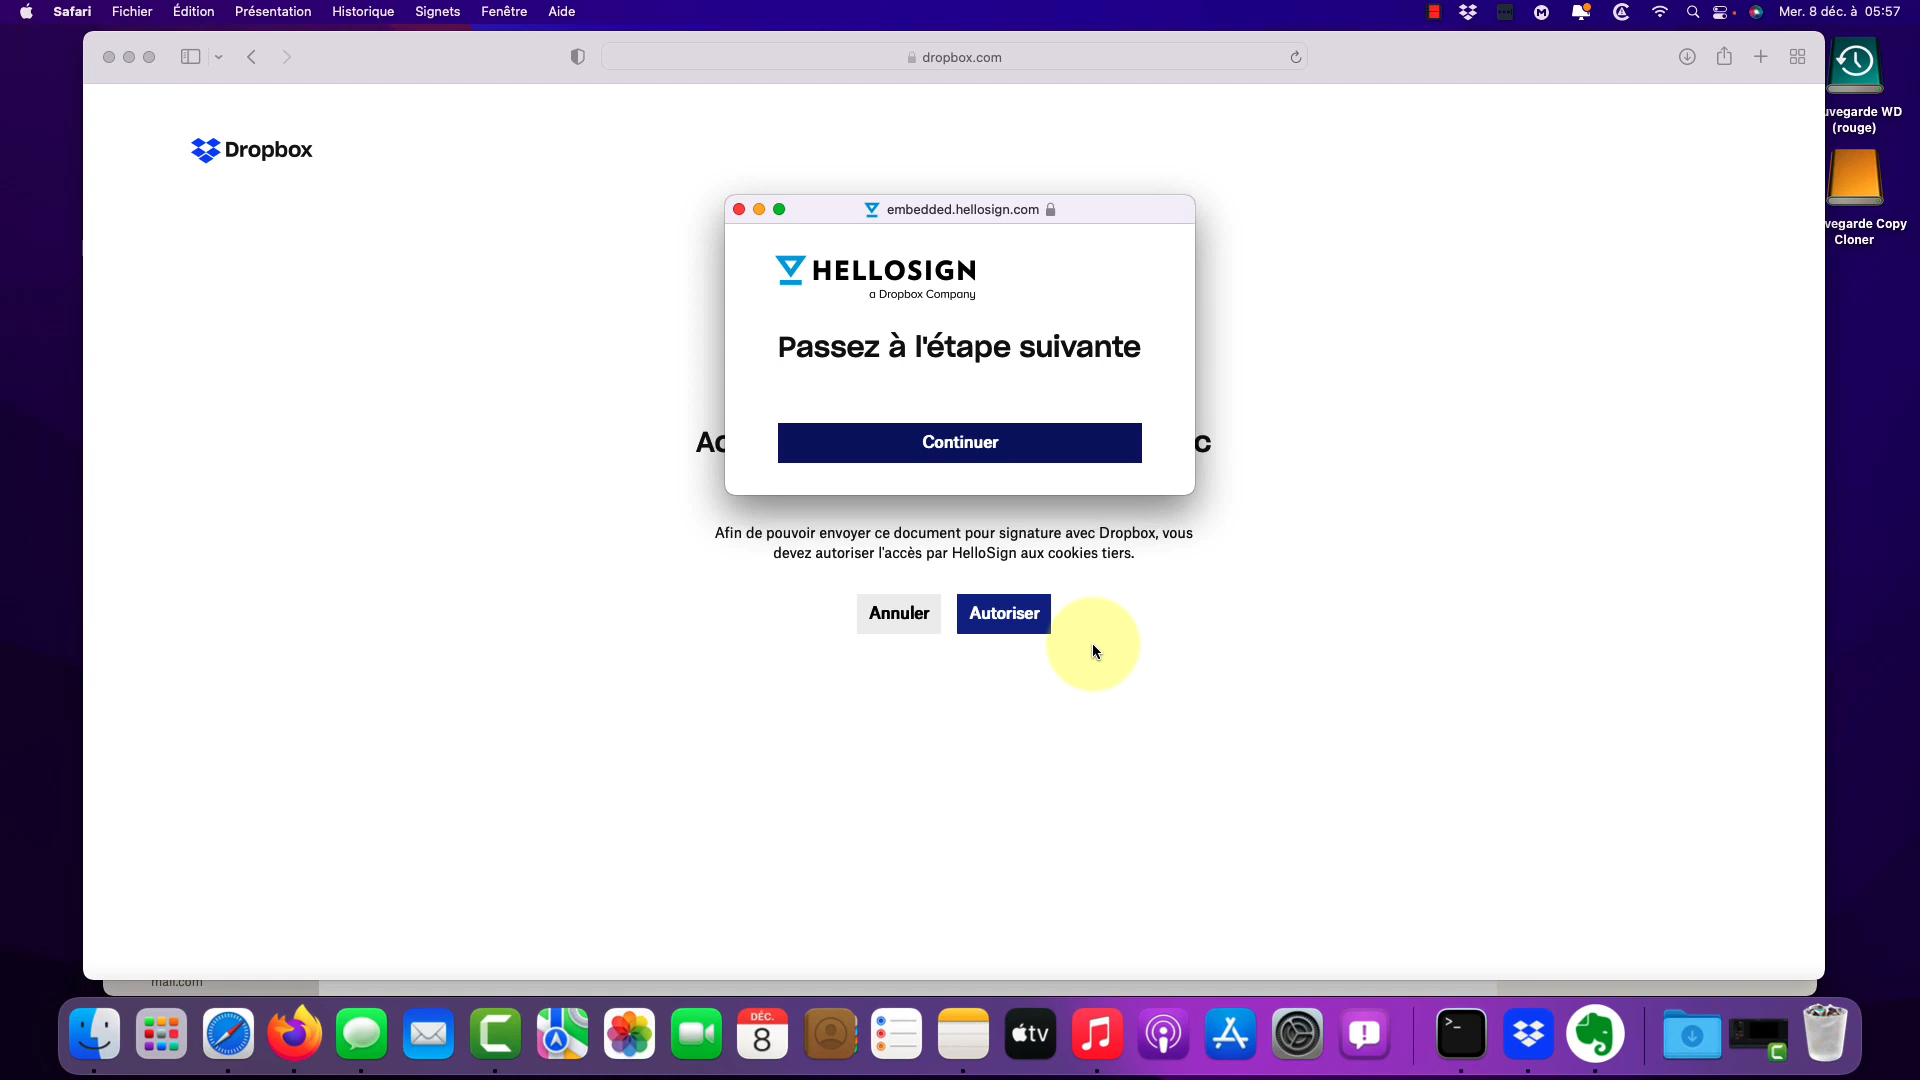 Safari Fichier Édition Présentation Historique Signets Fenêtre Aide
Mer. 8 déc. à 05:57
dropbox.com
Dropbox
uvegarde WD
(rouge)
vegarde Copy
Cloner
embedded.hellosign.com
HELLOSIGN
a Dropbox Company
Passez à l'étape suivante
Continuer
Ac
c
Afin de pouvoir envoyer ce document pour signature avec Dropbox, vous
devez autoriser l'accès par HelloSign aux cookies tiers.
Annuler Autoriser
mail.com
DÉC.
8
tv